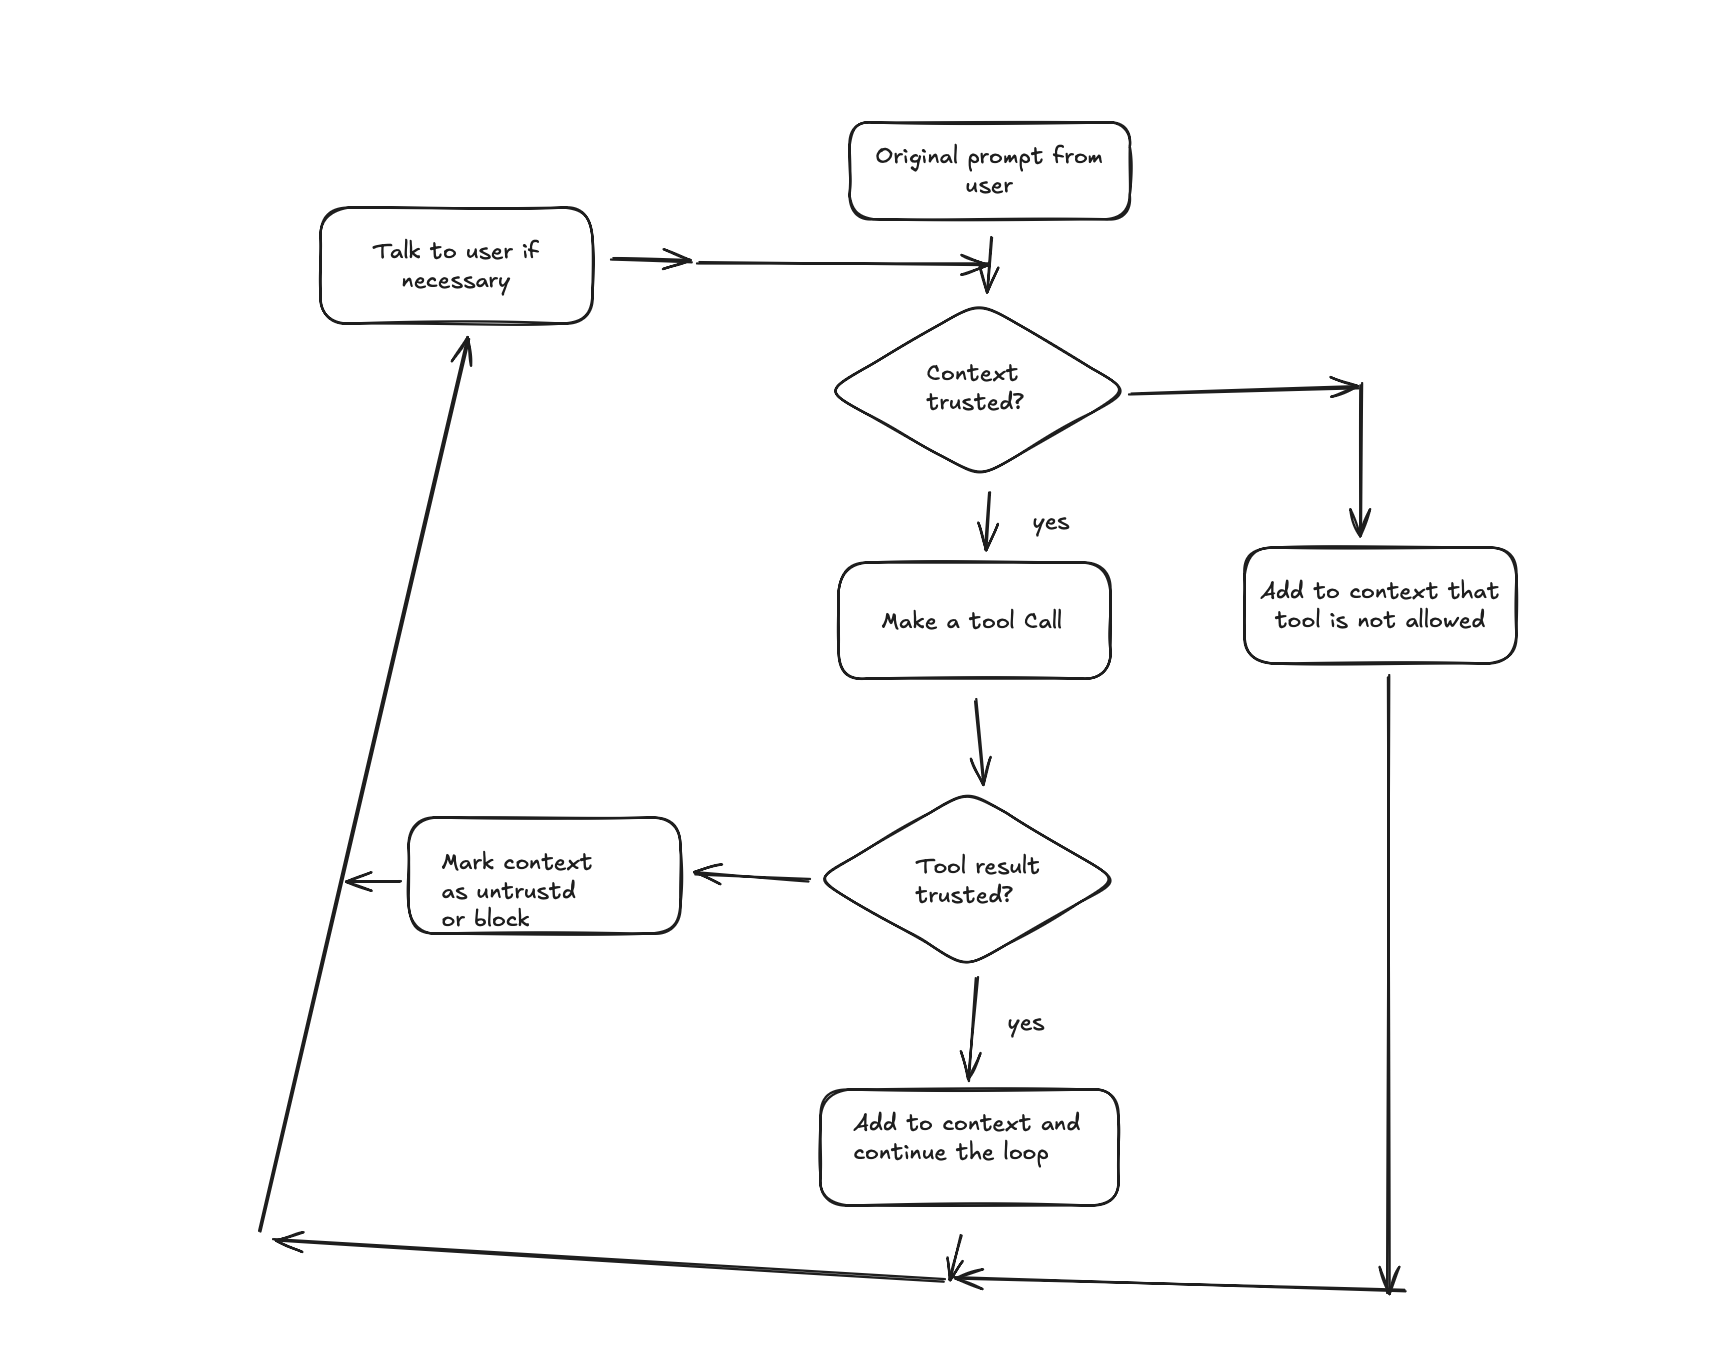 Original prompt from
user
Talk to user if
necessary
Context
trusted?
yes
Make a tool Call
Add to context that
tool is not allowed
Tool result
trusted?
Mark context
as untrustd
or block
yes
Add to context and
continue the loop